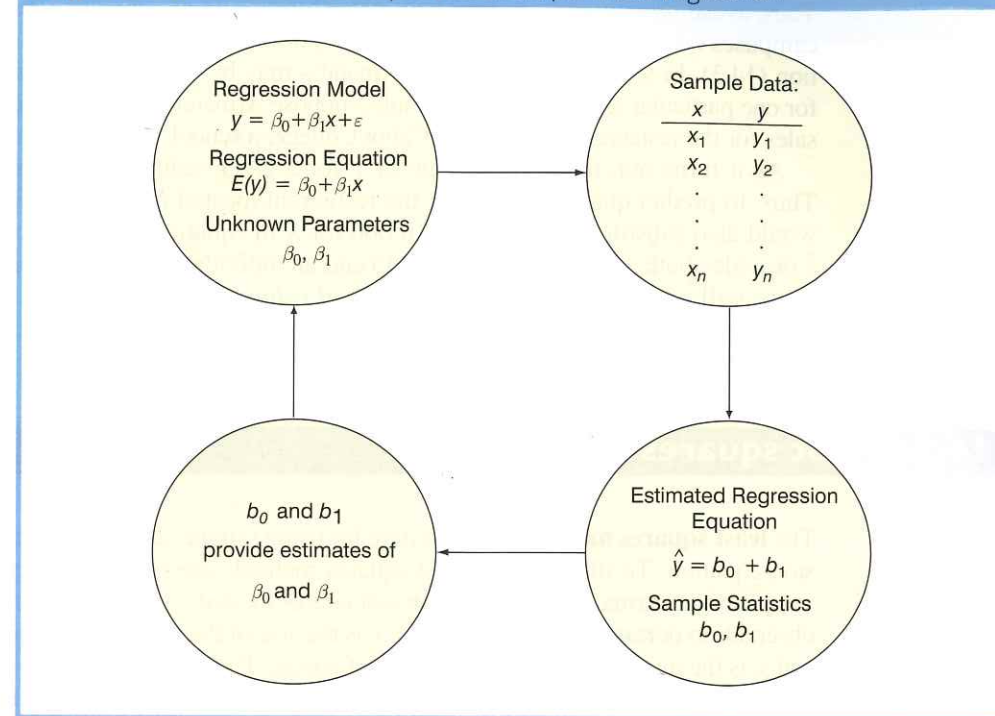 Regression Model
y = β₀+β₁x+ε
Regression Equation
E(y) = β₀+β₁x
Unknown Parameters
β₀, β₁
Sample Data:
x y
x₁ y₁
x₂ y₂
. .
. .
. .
xₙ yₙ
Estimated Regression
Equation
ŷ = b₀ + b₁
Sample Statistics
b₀, b₁
b₀ and b₁
provide estimates of
β₀ and β₁